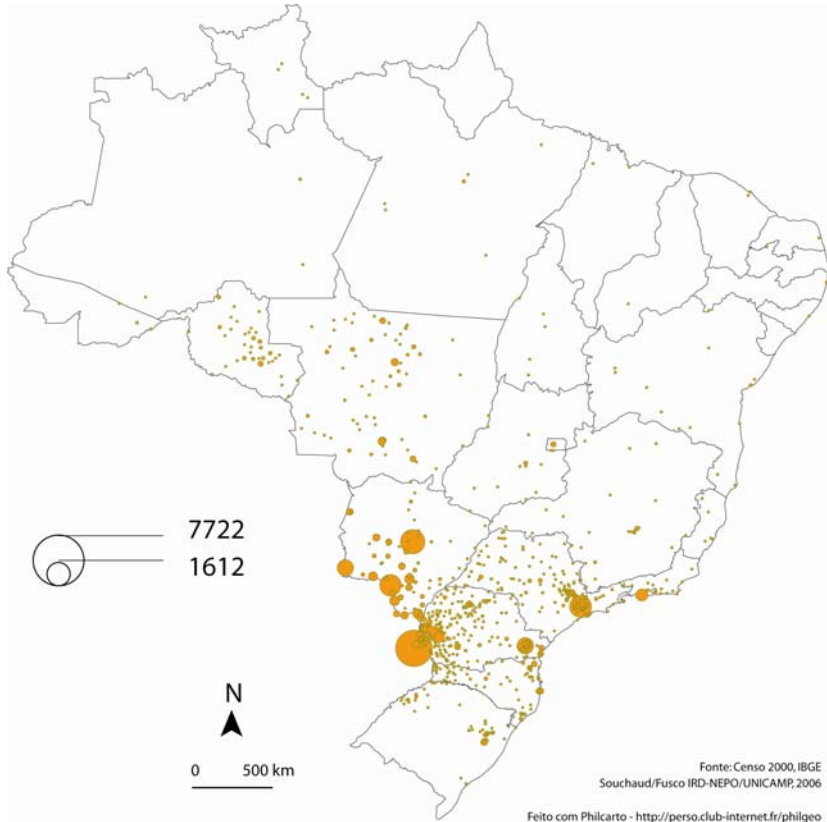 7722
1612
N
0 500 km
Fonte: Censo 2000, IBGE
Souchaud/Fusco IRD-NEPO/UNICAMP, 2006
Feito com Philcarto - http://perso.club-internet.fr/philgeo